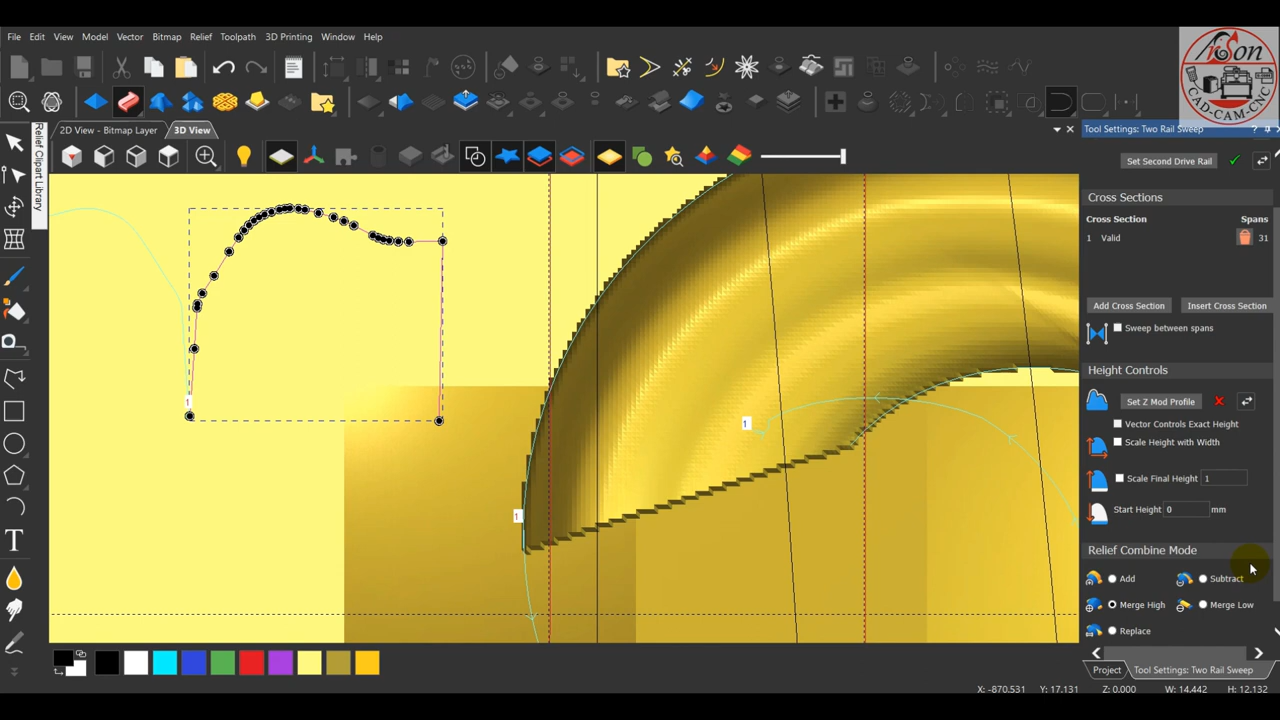 File Edit View Model Vector Bitmap Relief Toolpath 3D Printing Window Help
Aison
CAD-CAM-CNC
2D View - Bitmap Layer
3D View
Relief Clipart Library
Tool Settings: Two Rail Sweep
Set Second Drive Rail
Cross Sections
Cross Section Spans
1 Valid 31
Add Cross Section Insert Cross Section
Sweep between spans
Height Controls
Set Z Mod Profile
Vector Controls Exact Height
Scale Height with Width
Scale Final Height 1
Start Height 0 mm
Relief Combine Mode
Add Subtract
Merge High Merge Low
Replace
1
1
1
T
Project Tool Settings: Two Rail Sweep
X: -870.531 Y: 17.131 Z: 0.000 W: 14.442 H: 12.132